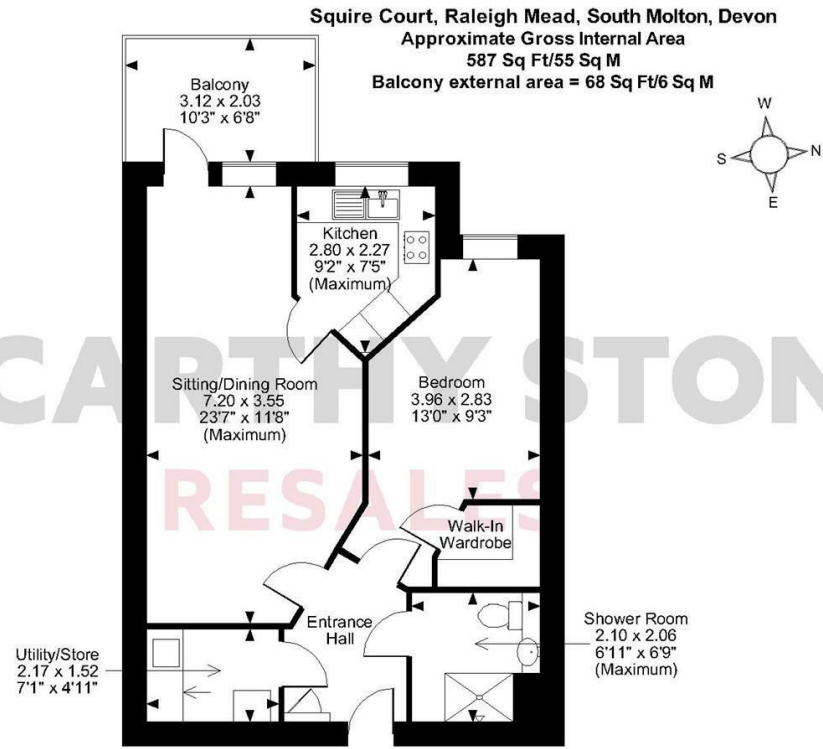 Squire Court, Raleigh Mead, South Molton, Devon
Approximate Gross Internal Area
587 Sq Ft/55 Sq M
Balcony external area = 68 Sq Ft/6 Sq M
W
S
N
E
Balcony
3.12 x 2.03
10'3" x 6'8"
Kitchen
2.80 x 2.27
9'2" x 7'5"
(Maximum)
CARTHY STON
RESALES
Sitting/Dining Room
7.20 x 3.55
23'7" x 11'8"
(Maximum)
Bedroom
3.96 x 2.83
13'0" x 9'3"
Walk-In
Wardrobe
Entrance
Hall
Shower Room
2.10 x 2.06
6'11" x 6'9"
(Maximum)
Utility/Store
2.17 x 1.52
7'1" x 4'11"